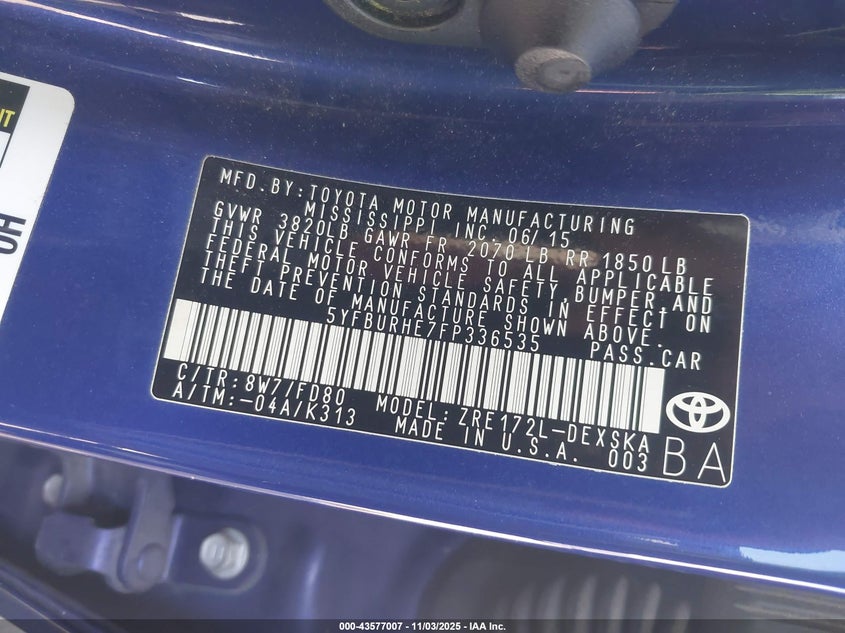 IT
HO
MFD.BY:TOYOTA MOTOR MANUFACTURING
MISSISSIPPI, INC. 06/15
GVWR 3820LB GAWR FR 2070 LB RR 1850LB
THIS VEHICLE CONFORMS TO ALL APPLICABLE
FEDERAL MOTOR VEHICLE SAFETY,BUMPER,AND
THEFT PREVENTION STANDARDS IN EFFECT ON
THE DATE OF MANUFACTURE SHOWN ABOVE.
5YFBURHE7FP336535 PASS.CAR
C/TR:8W7/FD80 MODEL:ZRE172L-DEXSKA
A/TM:-04A/K313 MADE IN U.S.A. 003
BA
000-43577007 - 11/03/2025 - IAA Inc.